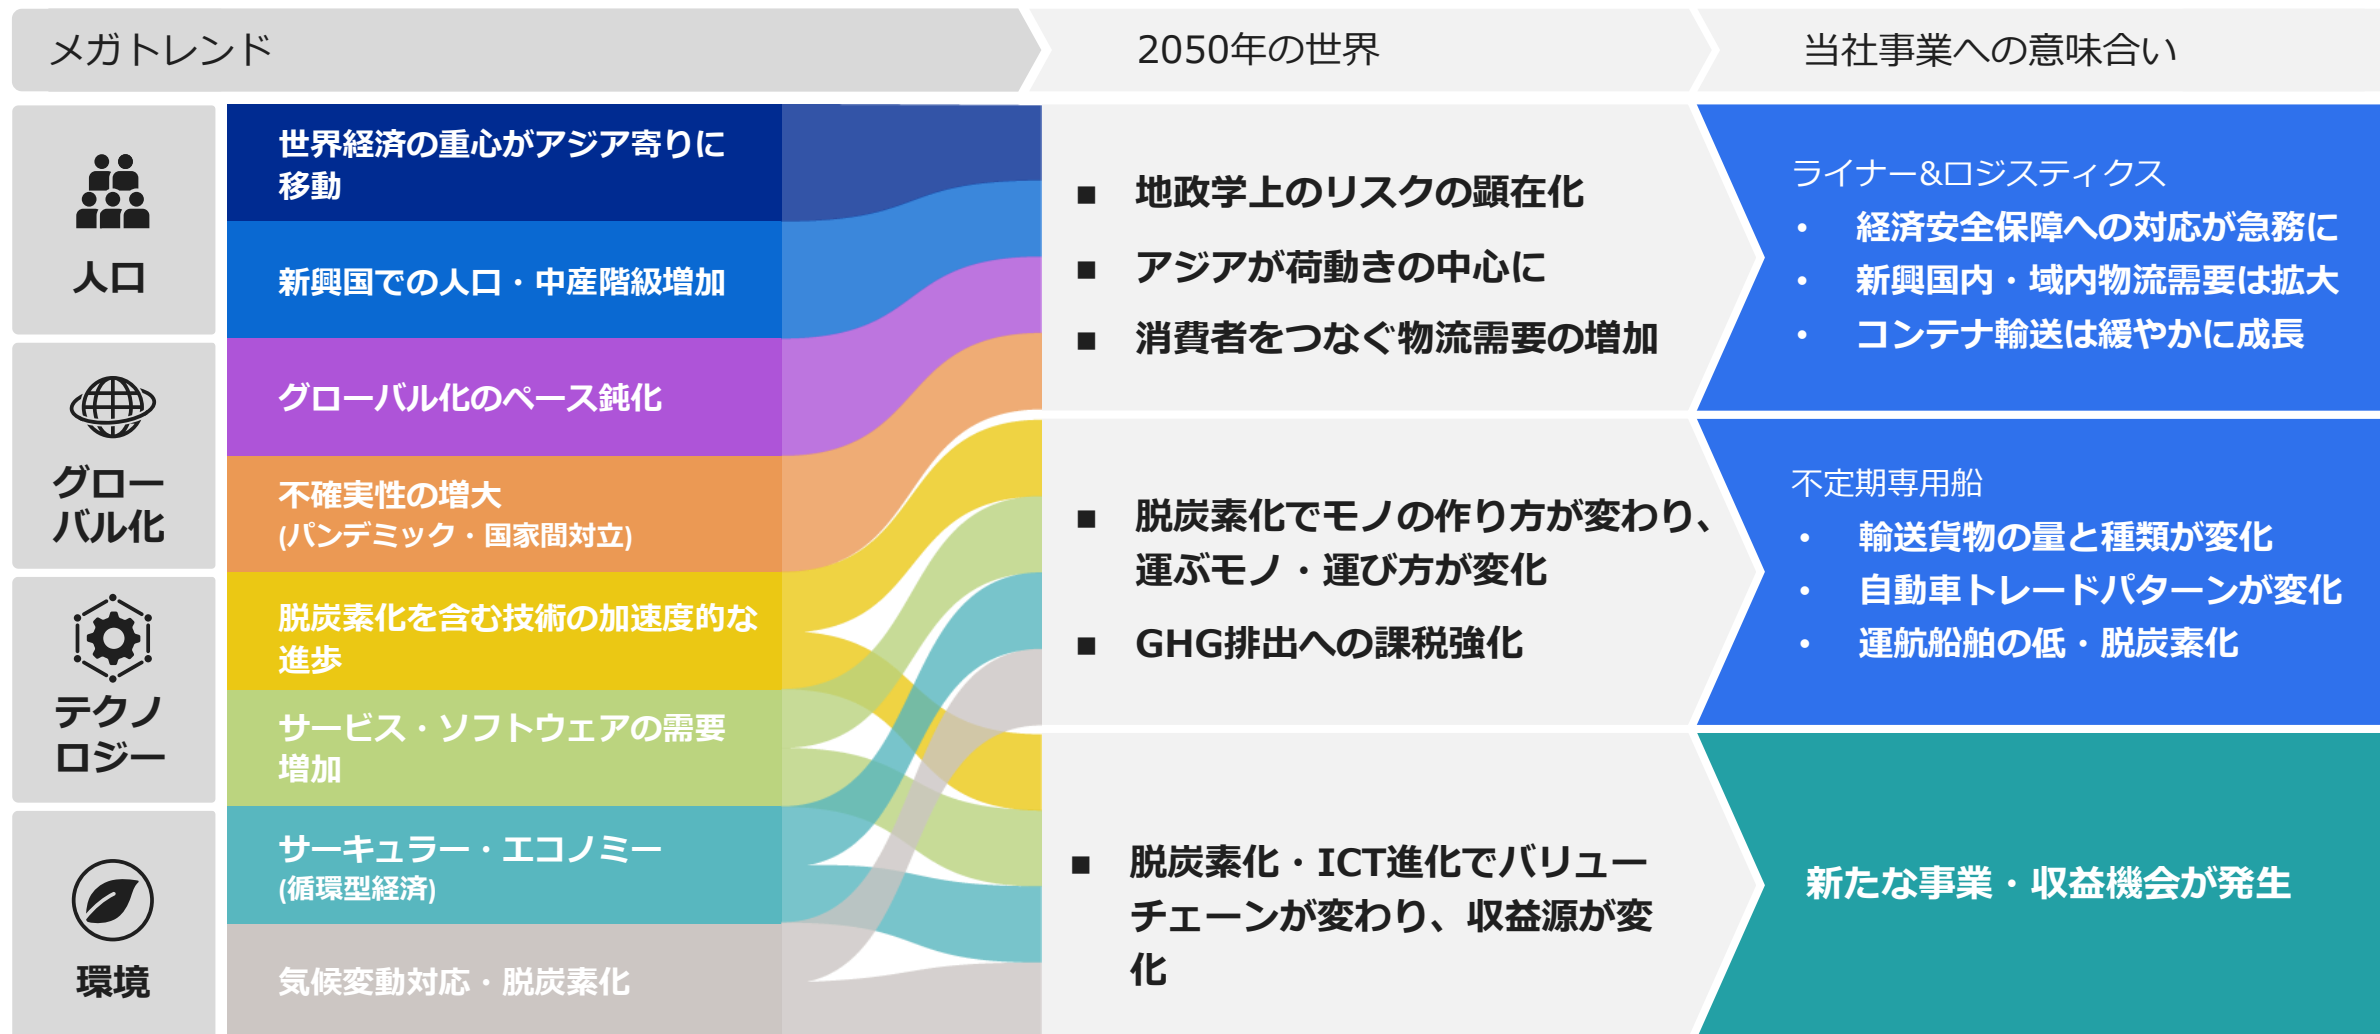 メガトレンド
2050年の世界
当社事業への意味合い
人口
世界経済の重心がアジア寄りに
移動
新興国での人口・中産階級増加
グロー
バル化
グローバル化のペース鈍化
不確実性の増大
(パンデミック・国家間対立)
テクノ
ロジー
脱炭素化を含む技術の加速度的な
進歩
サービス・ソフトウェアの需要
増加
環境
サーキュラー・エコノミー
(循環型経済)
気候変動対応・脱炭素化
■ 地政学上のリスクの顕在化
■ アジアが荷動きの中心に
■ 消費者をつなぐ物流需要の増加
ライナー&ロジスティクス
• 経済安全保障への対応が急務に
• 新興国内・域内物流需要は拡大
• コンテナ輸送は緩やかに成長
■ 脱炭素化でモノの作り方が変わり、
運ぶモノ・運び方が変化
■ GHG排出への課税強化
不定期専用船
• 輸送貨物の量と種類が変化
• 自動車トレードパターンが変化
• 運航船舶の低・脱炭素化
■ 脱炭素化・ICT進化でバリュー
チェーンが変わり、収益源が変
化
新たな事業・収益機会が発生